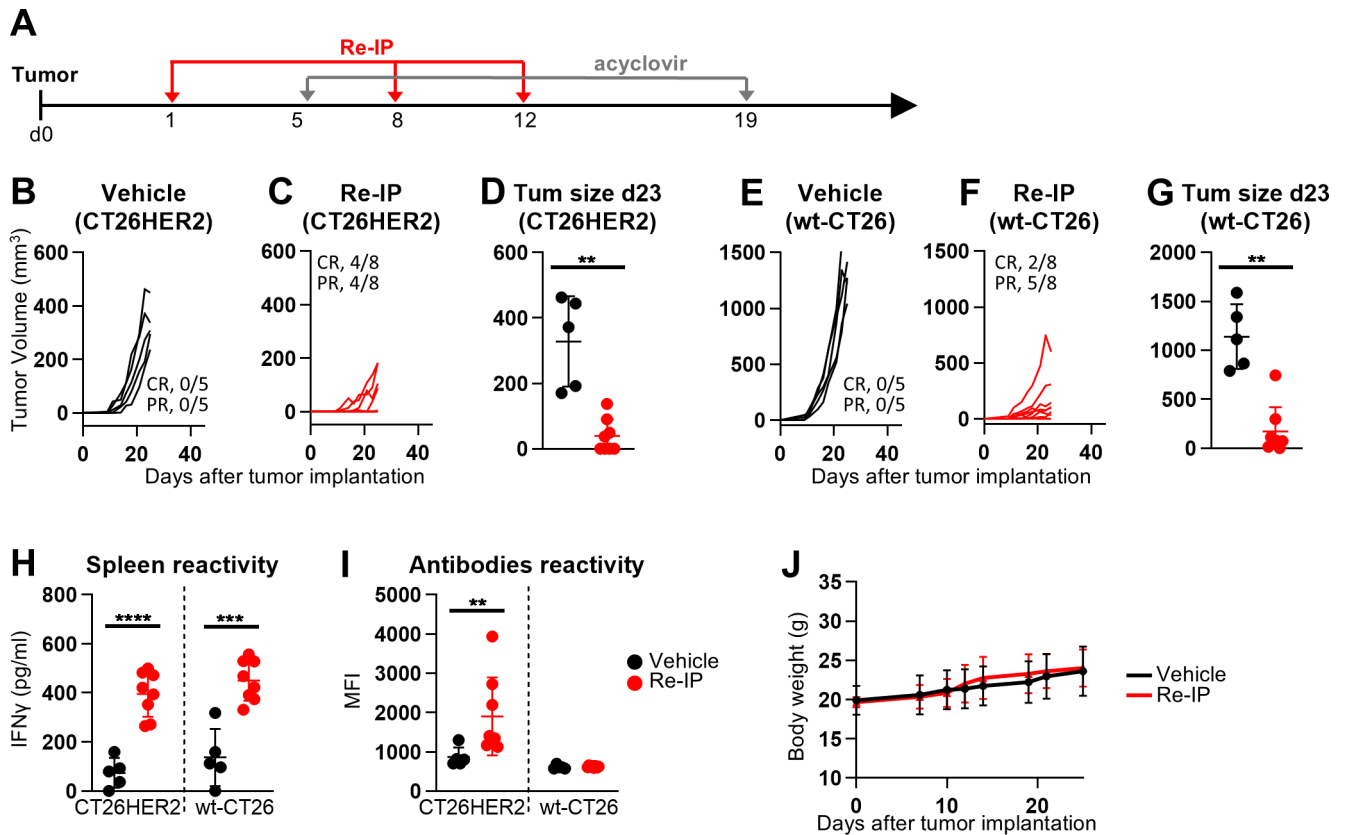 A
Re-IP
acyclovir
Tumor
d0
1
5
8
12
19
B
Vehicle
(CT26HER2)
C
Re-IP
(CT26HER2)
D
Tum size d23
(CT26HER2)
E
Vehicle
(wt-CT26)
F
Re-IP
(wt-CT26)
G
Tum size d23
(wt-CT26)
Tumor Volume (mm³)
600
400
200
0
CR, 0/5
PR, 0/5
0
20
40
600
400
200
0
CR, 4/8
PR, 4/8
0
20
40
Days after tumor implantation
600
400
200
0
**
1500
1000
500
0
CR, 0/5
PR, 0/5
0
20
40
1500
1000
500
0
CR, 2/8
PR, 5/8
0
20
40
Days after tumor implantation
2000
1500
1000
500
0
**
H
Spleen reactivity
IFNγ (pg/ml)
800
600
400
200
0
****
***
CT26HER2
wt-CT26
I
Antibodies reactivity
MFI
5000
4000
3000
2000
1000
0
**
CT26HER2
wt-CT26
Vehicle
Re-IP
J
Body weight (g)
35
30
25
20
15
10
0
20
Days after tumor implantation
Vehicle
Re-IP